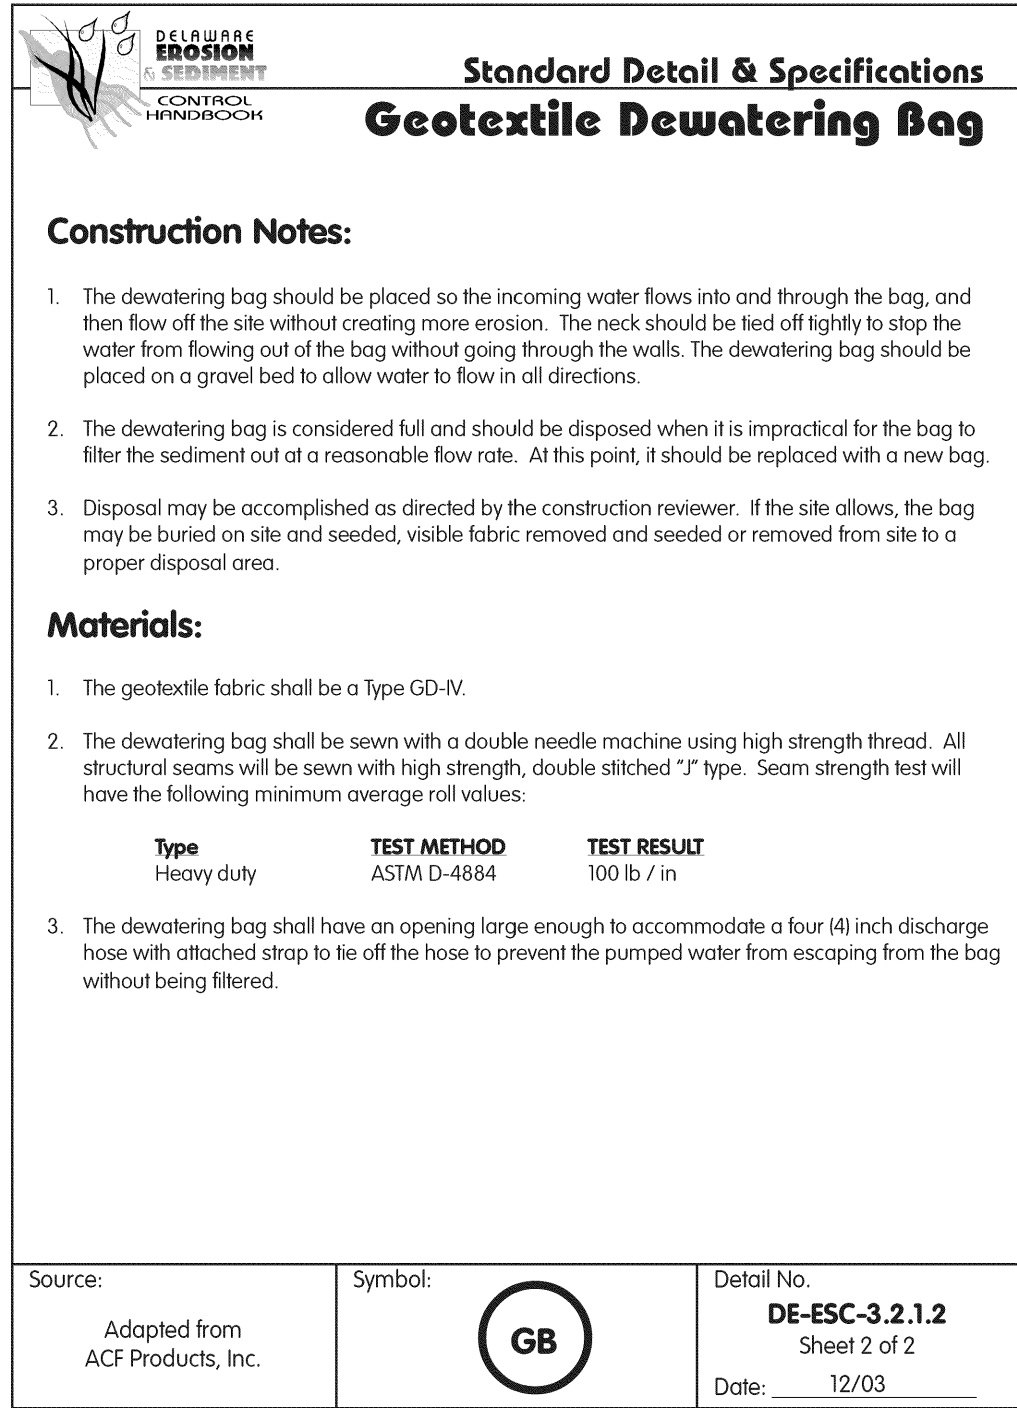 DELAWARE
EROSION
& SEDIMENT
CONTROL
HANDBOOK
Standard Detail & Specifications
Geotextile Dewatering Bag
Construction Notes:
1. The dewatering bag should be placed so the incoming water flows into and through the bag, and
then flow off the site without creating more erosion. The neck should be tied off tightly to stop the
water from flowing out of the bag without going through the walls. The dewatering bag should be
placed on a gravel bed to allow water to flow in all directions.
2. The dewatering bag is considered full and should be disposed when it is impractical for the bag to
filter the sediment out at a reasonable flow rate. At this point, it should be replaced with a new bag.
3. Disposal may be accomplished as directed by the construction reviewer. If the site allows, the bag
may be buried on site and seeded, visible fabric removed and seeded or removed from site to a
proper disposal area.
Materials:
1. The geotextile fabric shall be a Type GD-IV.
2. The dewatering bag shall be sewn with a double needle machine using high strength thread. All
structural seams will be sewn with high strength, double stitched "J" type. Seam strength test will
have the following minimum average roll values:
Type TEST METHOD TEST RESULT
Heavy duty ASTM D-4884 100 lb / in
3. The dewatering bag shall have an opening large enough to accommodate a four (4) inch discharge
hose with attached strap to tie off the hose to prevent the pumped water from escaping from the bag
without being filtered.
Source:
Adapted from
ACF Products, Inc.
Symbol:
GB
Detail No.
DE-ESC-3.2.1.2
Sheet 2 of 2
Date: 12/03